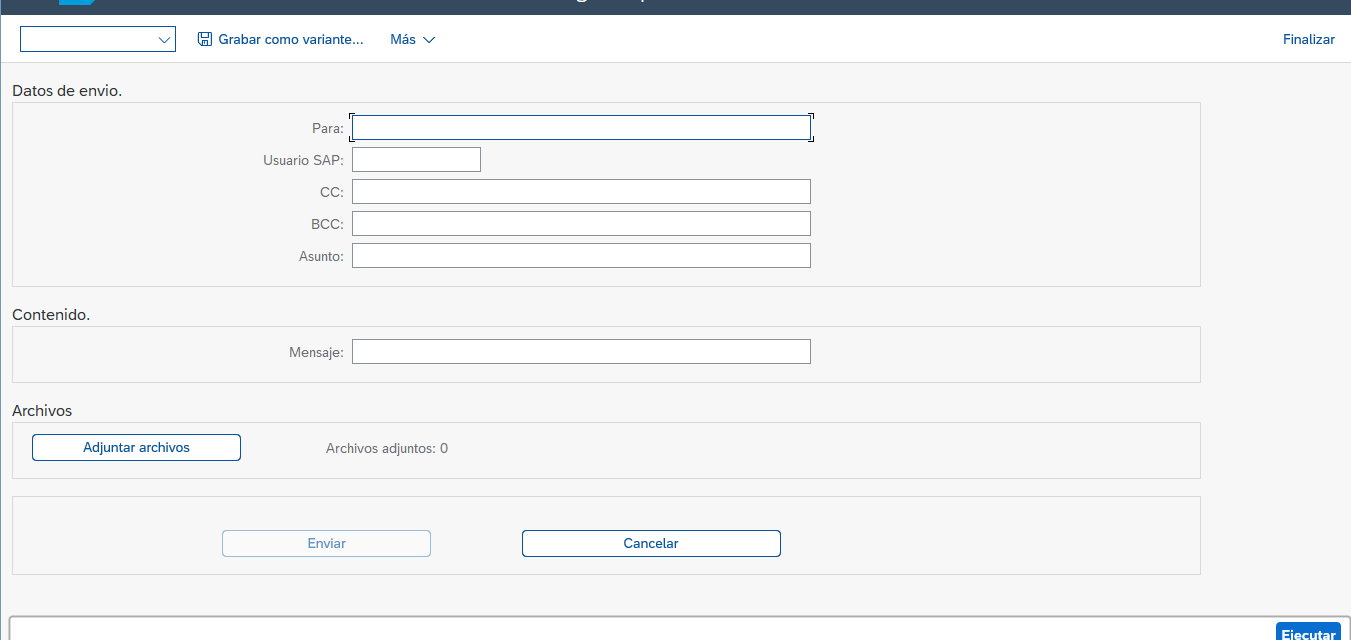 Grabar como variante... Más Finalizar
Datos de envio.
Para:
Usuario SAP:
CC:
BCC:
Asunto:
Contenido.
Mensaje:
Archivos
Adjuntar archivos Archivos adjuntos: 0
Enviar Cancelar
Ejecutar